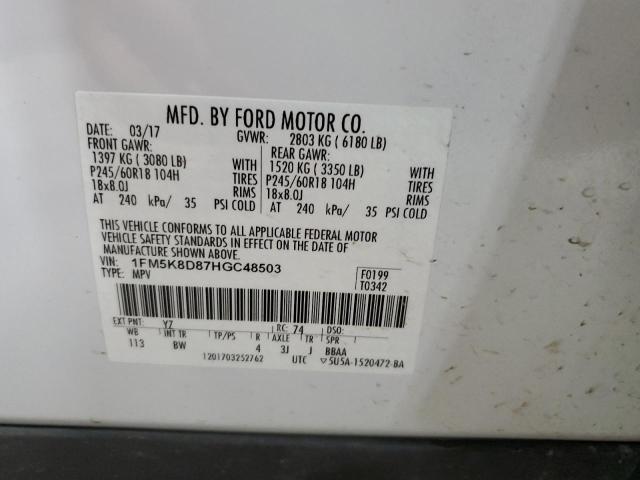 MFD. BY FORD MOTOR CO.
DATE: 03/17 GVWR: 2803 KG ( 6180 LB)
FRONT GAWR: REAR GAWR:
1397 KG ( 3080 LB) WITH 1520 KG ( 3350 LB) WITH
P245/60R18 104H TIRES P245/60R18 104H TIRES
18x8.0J RIMS 18x8.0J RIMS
AT 240 kPa/ 35 PSI COLD AT 240 kPa/ 35 PSI COLD
THIS VEHICLE CONFORMS TO ALL APPLICABLE FEDERAL MOTOR
VEHICLE SAFETY STANDARDS IN EFFECT ON THE DATE OF
MANUFACTURE SHOWN ABOVE.
VIN: 1FM5K8D87HGC48503 F0199
TYPE: MPV T0342
EXT PNT: YZ RC: 74 DSO:
WB INT TR TP/PS R AXLE TR SPR
113 BW 4 3J J BBAA
1201703252762 UTC ▽5U5A-1520472-BA